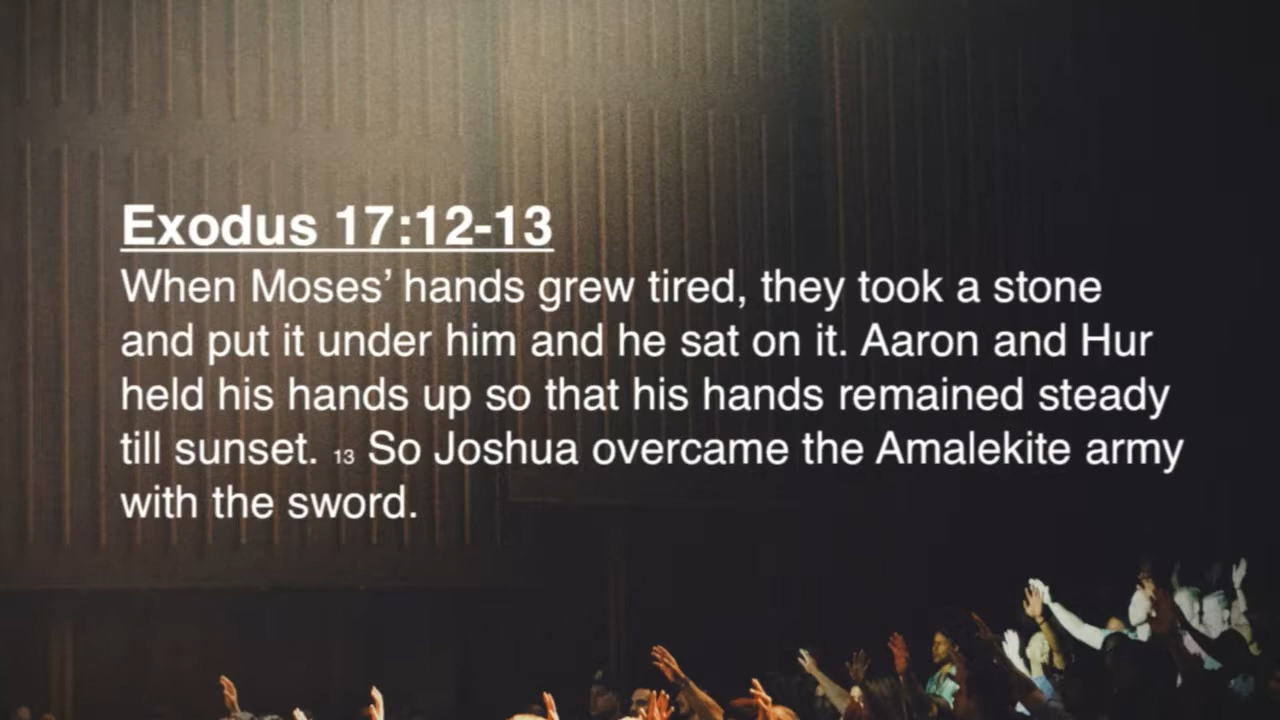 Exodus 17:12-13
When Moses’ hands grew tired, they took a stone
and put it under him and he sat on it. Aaron and Hur
held his hands up so that his hands remained steady
till sunset. 13 So Joshua overcame the Amalekite army
with the sword.